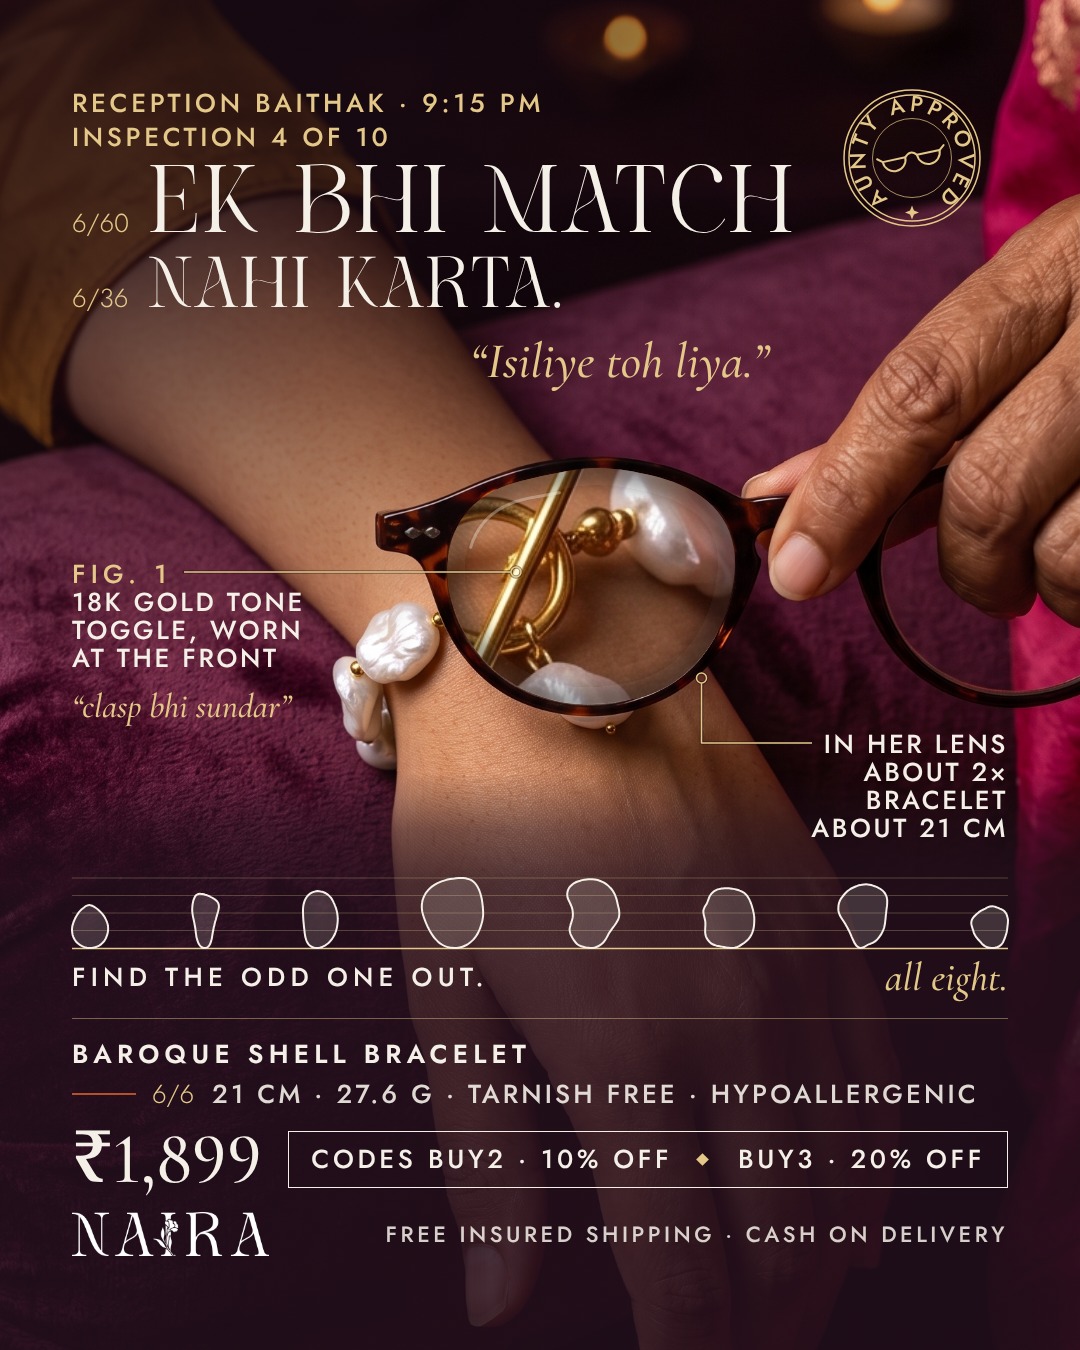 RECEPTION BAITHAK · 9:15 PM
INSPECTION 4 OF 10
AUNTY APPROVED
6/60 EK BHI MATCH
6/36 NAHI KARTA.
“Isiliye toh liya.”
FIG. 1
18K GOLD TONE
TOGGLE, WORN
AT THE FRONT
“clasp bhi sundar”
IN HER LENS
ABOUT 2×
BRACELET
ABOUT 21 CM
FIND THE ODD ONE OUT.
all eight.
BAROQUE SHELL BRACELET
6/6 21 CM · 27.6 G · TARNISH FREE · HYPOALLERGENIC
₹1,899
CODES BUY2 · 10% OFF ◆ BUY3 · 20% OFF
NAIRA
FREE INSURED SHIPPING · CASH ON DELIVERY